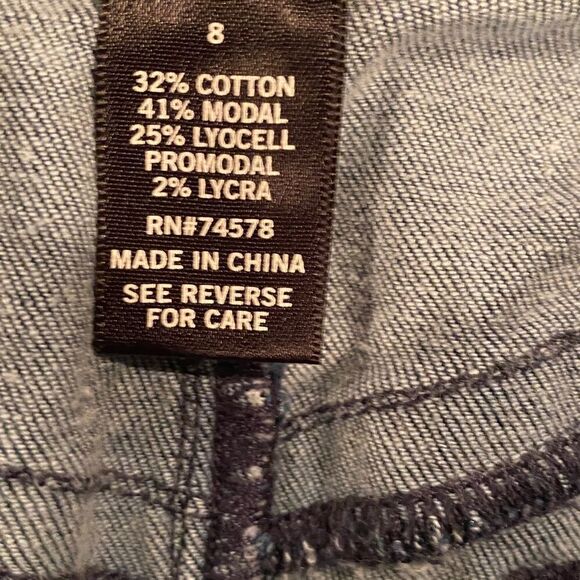 8
32% COTTON
41% MODAL
25% LYOCELL
PROMODAL
2% LYCRA
RN#74578
MADE IN CHINA
SEE REVERSE
FOR CARE